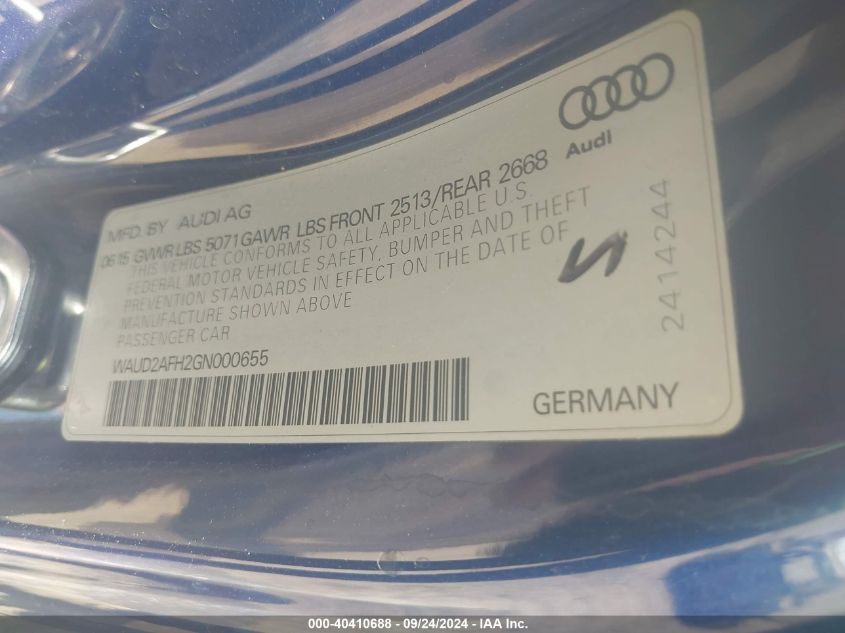 Audi
MFD. BY AUDI AG
0615 GVWR LBS 5071 GAWR LBS FRONT 2513/REAR 2668
THIS VEHICLE CONFORMS TO ALL APPLICABLE U.S.
FEDERAL MOTOR VEHICLE SAFETY, BUMPER AND THEFT
PREVENTION STANDARDS IN EFFECT ON THE DATE OF
MANUFACTURE SHOWN ABOVE
PASSENGER CAR
WAUD2AFH2GN000655
GERMANY
2414244
000-40410688 - 09/24/2024 - IAA Inc.